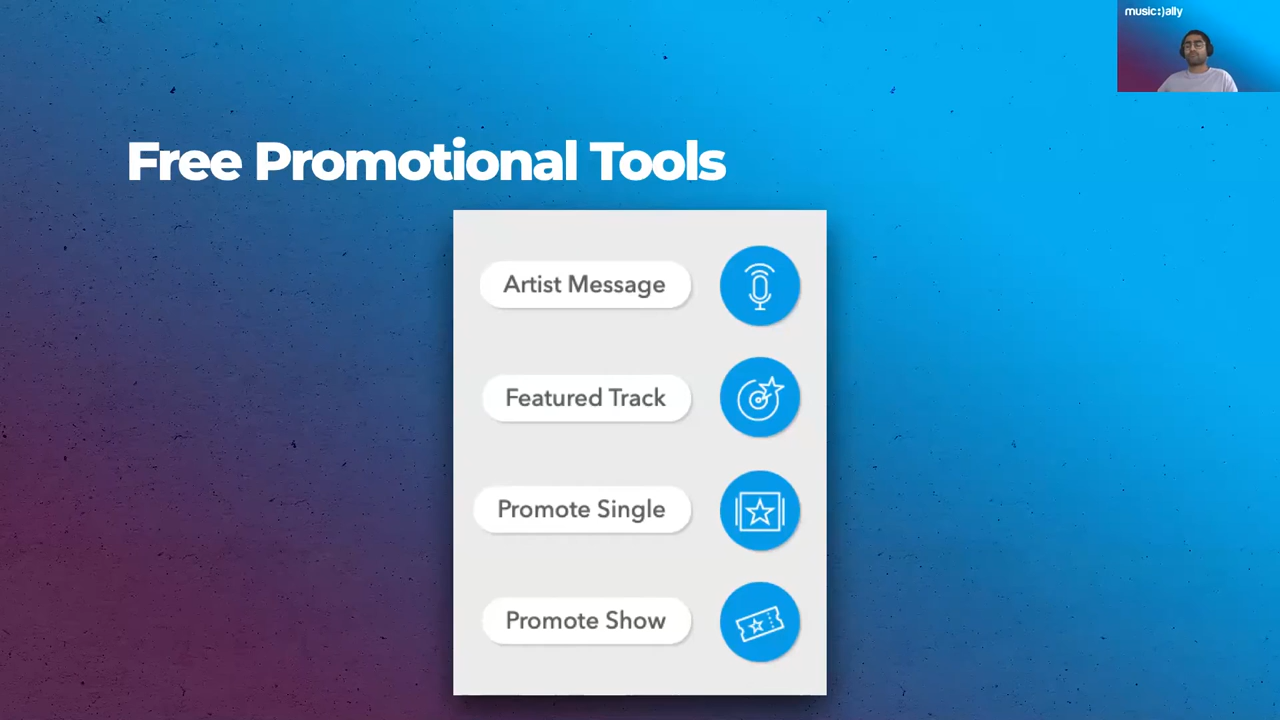 music:)ally
Free Promotional Tools
Artist Message
Featured Track
Promote Single
Promote Show